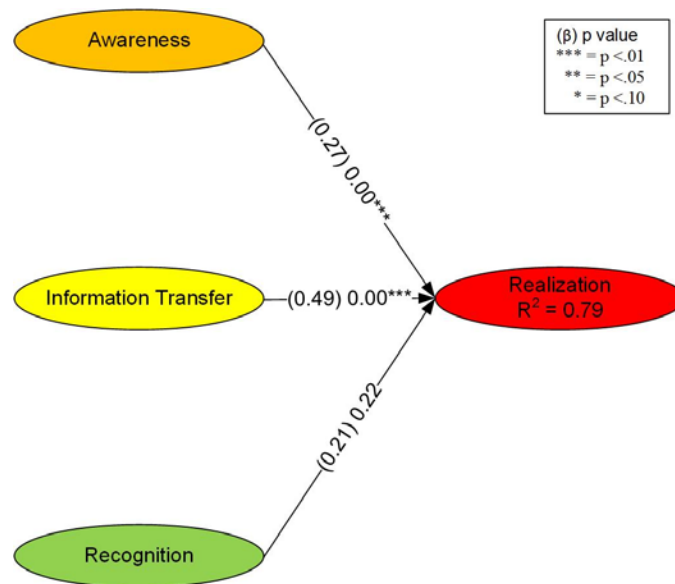 Awareness
(β) p value
*** = p <.01
** = p <.05
* = p <.10
(0.27) 0.00***
Information Transfer
(0.49) 0.00***
Realization
R² = 0.79
(0.21) 0.22
Recognition